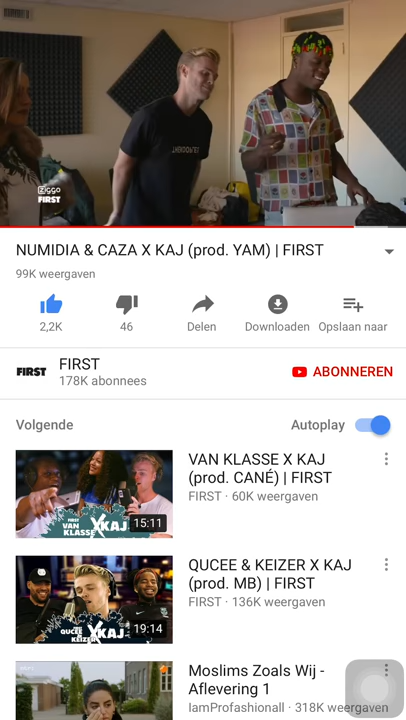 Ziggo
FIRST
NUMIDIA & CAZA X KAJ (prod. YAM) | FIRST
99K weergaven
2,2K
46
Delen
Downloaden
Opslaan naar
FIRST
FIRST
178K abonnees
ABONNEREN
Volgende
Autoplay
FIRST
VAN KLASSE X KAJ
15:11
VAN KLASSE X KAJ
(prod. CANÉ) | FIRST
FIRST · 60K weergaven
QUCEE KEIZER X KAJ
19:14
QUCEE & KEIZER X KAJ
(prod. MB) | FIRST
FIRST · 136K weergaven
Moslims Zoals Wij -
Aflevering 1
IamProfashionall · 318K weergaven